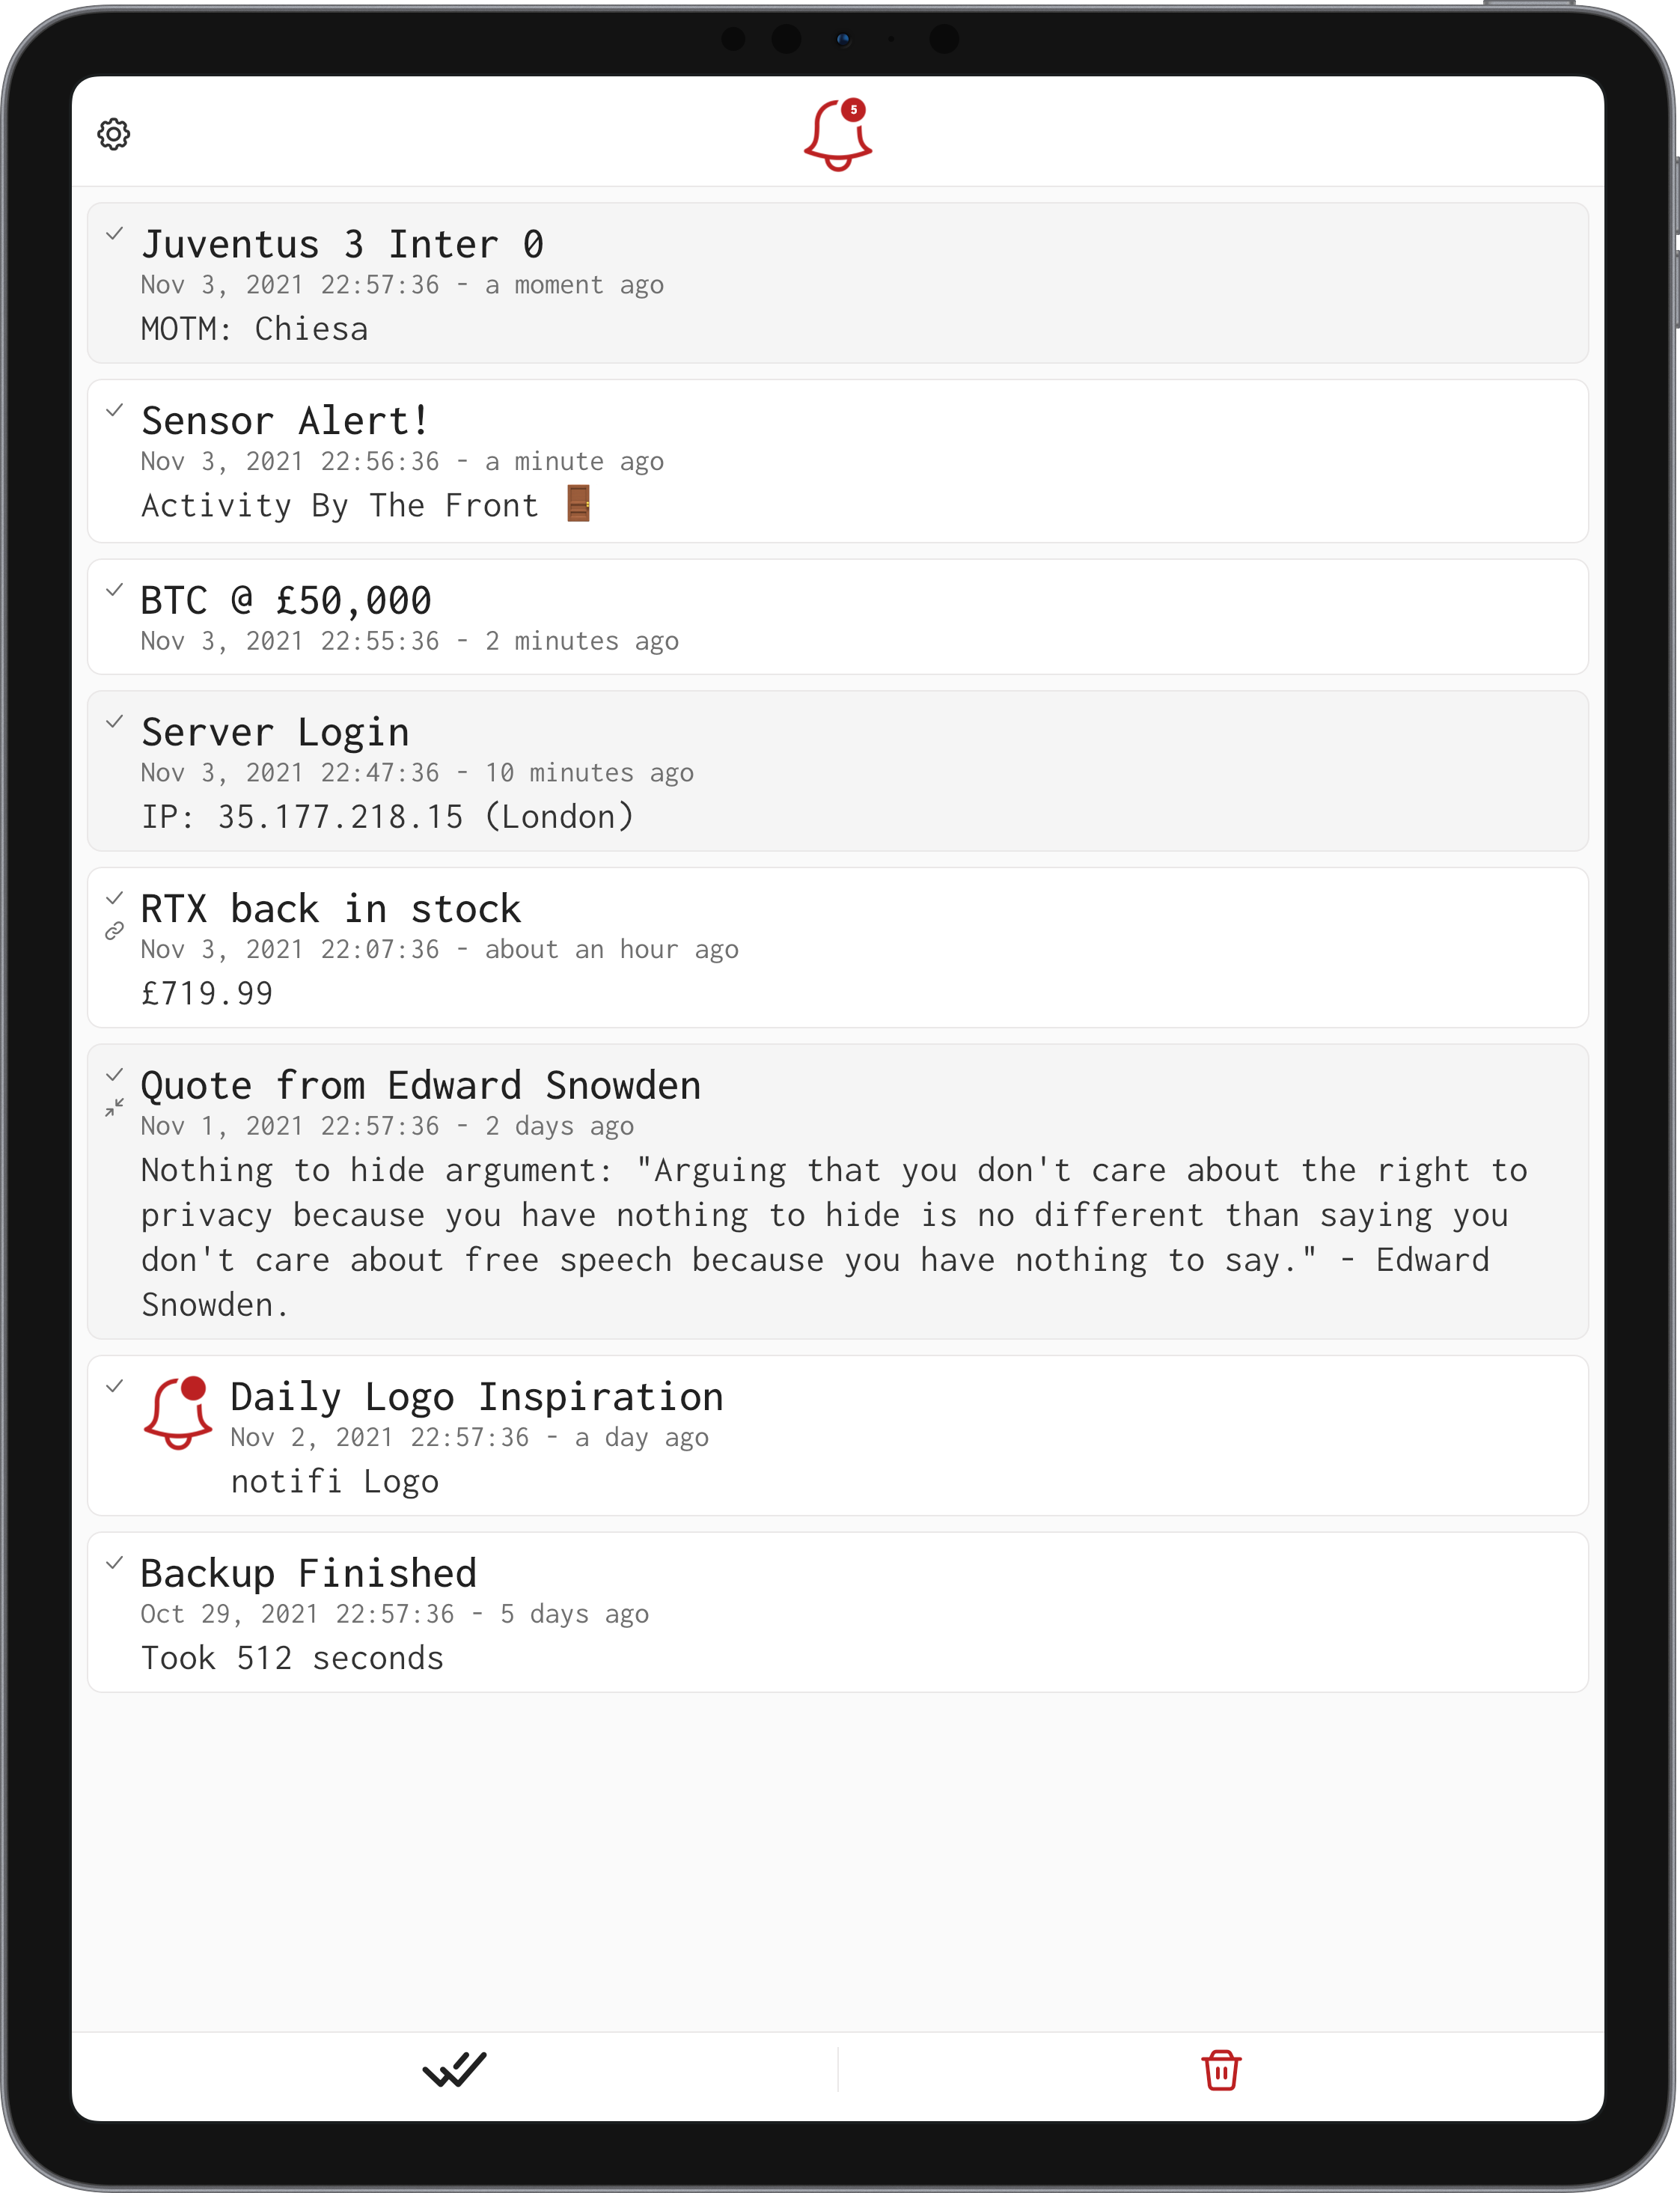 5
Juventus 3 Inter 0
Nov 3, 2021 22:57:36 - a moment ago
MOTM: Chiesa
Sensor Alert!
Nov 3, 2021 22:56:36 - a minute ago
Activity By The Front 🚪
BTC @ £50,000
Nov 3, 2021 22:55:36 - 2 minutes ago
Server Login
Nov 3, 2021 22:47:36 - 10 minutes ago
IP: 35.177.218.15 (London)
RTX back in stock
Nov 3, 2021 22:07:36 - about an hour ago
£719.99
Quote from Edward Snowden
Nov 1, 2021 22:57:36 - 2 days ago
Nothing to hide argument: "Arguing that you don't care about the right to
privacy because you have nothing to hide is no different than saying you
don't care about free speech because you have nothing to say." - Edward
Snowden.
Daily Logo Inspiration
Nov 2, 2021 22:57:36 - a day ago
notifi Logo
Backup Finished
Oct 29, 2021 22:57:36 - 5 days ago
Took 512 seconds